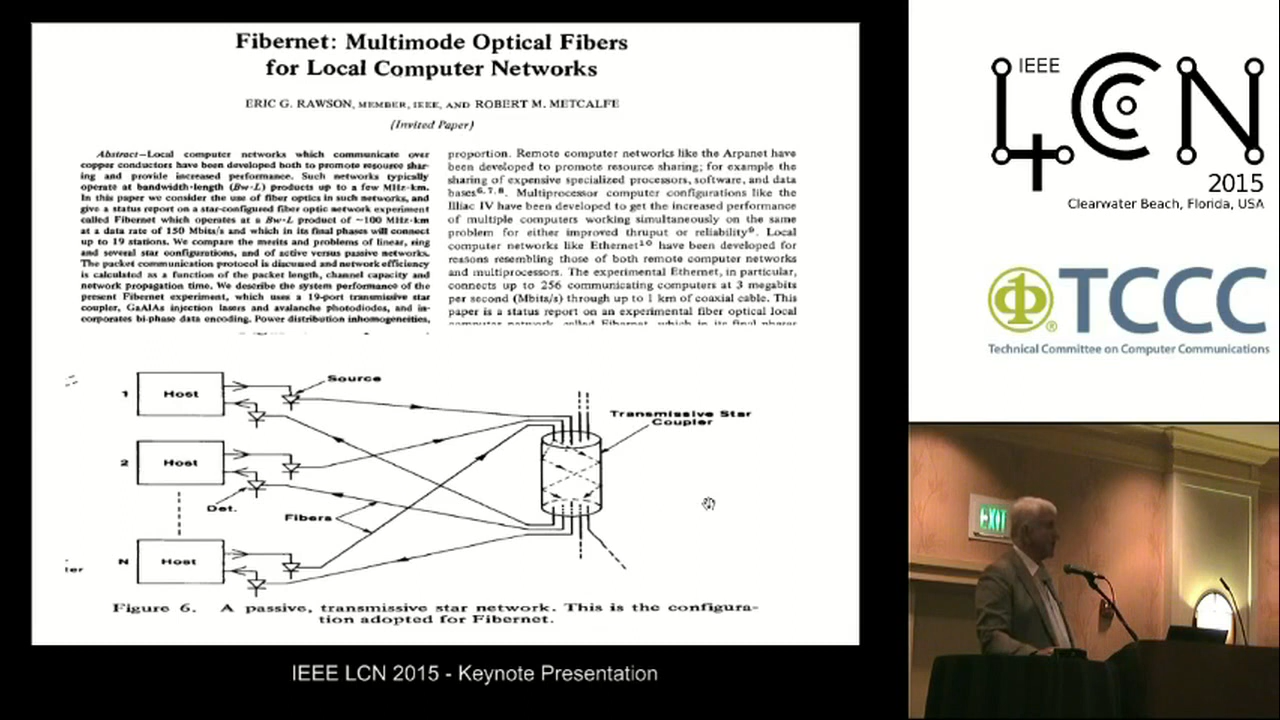 Fibernet: Multimode Optical Fibers
for Local Computer Networks
ERIC G. RAWSON, MEMBER, IEEE, AND ROBERT M. METCALFE
(Invited Paper)
Abstract—Local computer networks which communicate over
copper conductors have been developed both to promote resource shar-
ing and provide increased performance. Such networks typically
operate at bandwidth-length (Bw·L) products up to a few MHz·km.
In this paper we consider the use of fiber optics in such networks, and
give a status report on a star-configured fiber optic network experiment
called Fibernet which operates at a Bw·L product of ~100 MHz·km
at a data rate of 150 Mbits/s and which in its final phases will connect
up to 19 stations. We compare the merits and problems of linear, ring
and several star configurations, and of active versus passive networks.
The packet communication protocol is discussed and network efficiency
is calculated as a function of the packet length, channel capacity and
network propagation time. We describe the system performance of the
present Fibernet experiment, which uses a 19-port transmissive star
coupler, GaAlAs injection lasers and avalanche photodiodes, and in-
corporates bi-phase data encoding. Power distribution inhomogeneities,
proportion. Remote computer networks like the Arpanet have
been developed to promote resource sharing; for example the
sharing of expensive specialized processors, software, and data
bases6,7,8. Multiprocessor computer configurations like the
Illiac IV have been developed to get the increased performance
of multiple computers working simultaneously on the same
problem for either improved thruput or reliability9. Local
computer networks like Ethernet10 have been developed for
reasons resembling those of both remote computer networks
and multiprocessors. The experimental Ethernet, in particular,
connects up to 256 communicating computers at 3 megabits
per second (Mbits/s) through up to 1 km of coaxial cable. This
paper is a status report on an experimental fiber optical local
computer network, called Fibernet, which in its final phases
1
Host
Source
Transmissive Star
Coupler
2
Host
Det.
Fibers
N
Host
ler
Figure 6. A passive, transmissive star network. This is the configura-
tion adopted for Fibernet.
IEEE LCN 2015 - Keynote Presentation
IEEE
LCN
40
2015
Clearwater Beach, Florida, USA
TCCC
®
Technical Committee on Computer Communications
EXIT